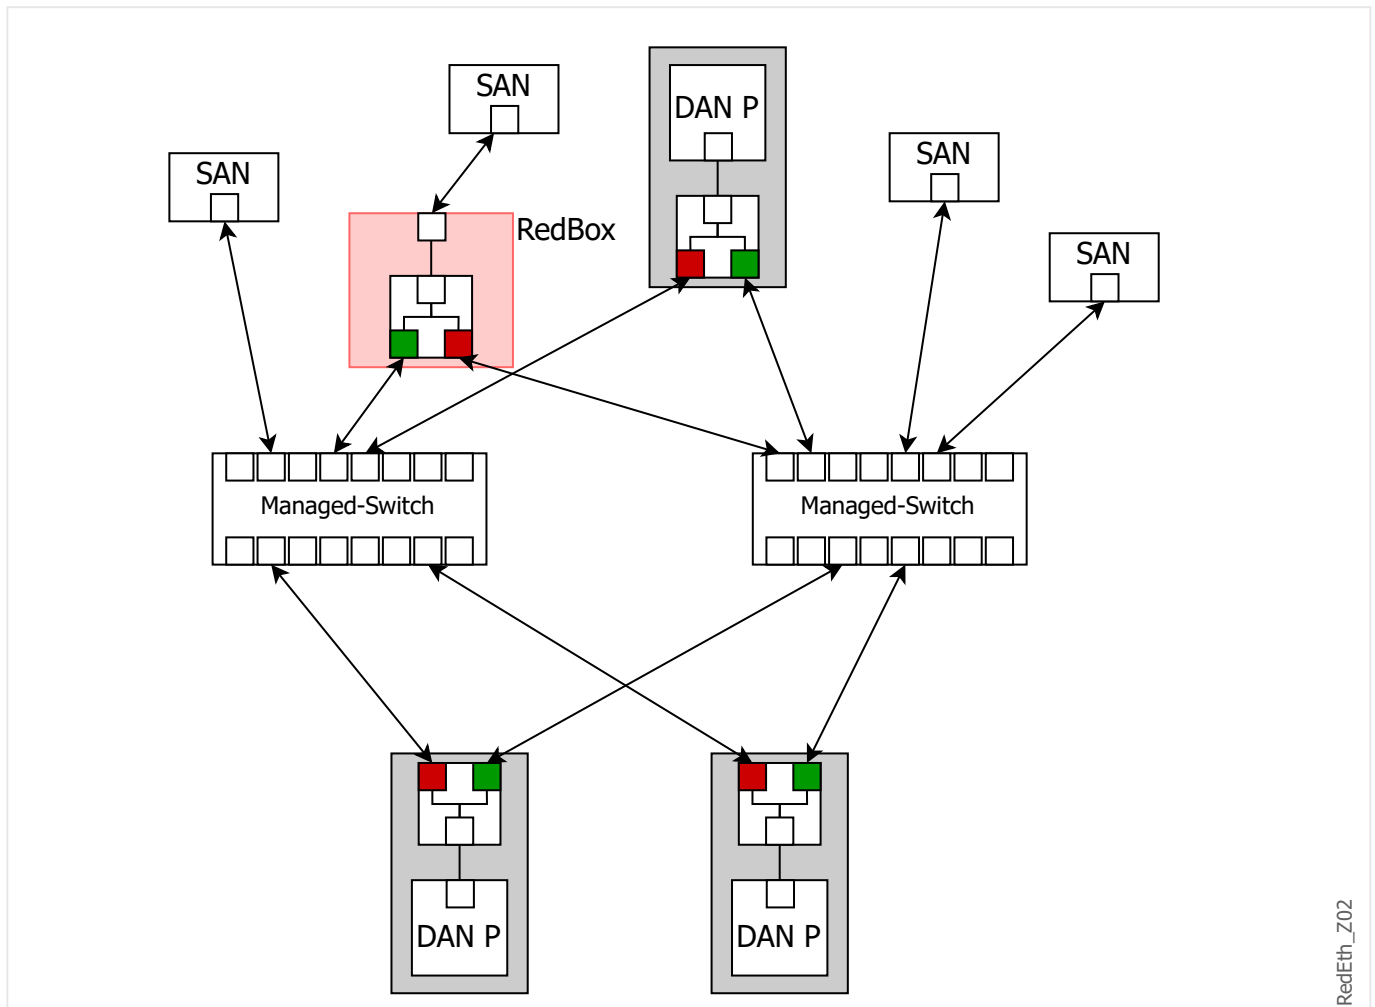 SAN
DAN P
SAN
SAN
RedBox
SAN
Managed-Switch
Managed-Switch
DAN P
DAN P
RedEth_Z02